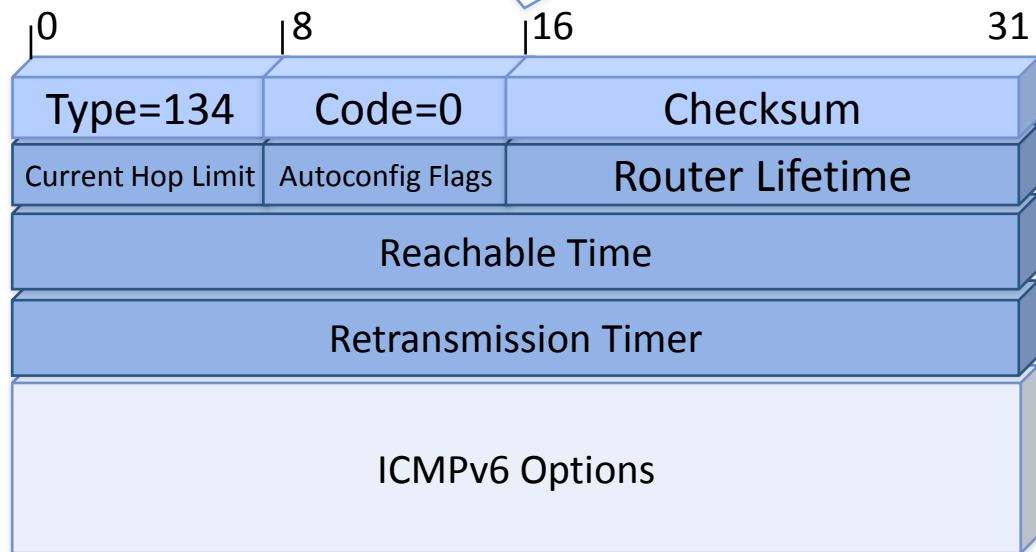 0 8 16 31
Type=134 Code=0 Checksum
Current Hop Limit Autoconfig Flags Router Lifetime
Reachable Time
Retransmission Timer
ICMPv6 Options